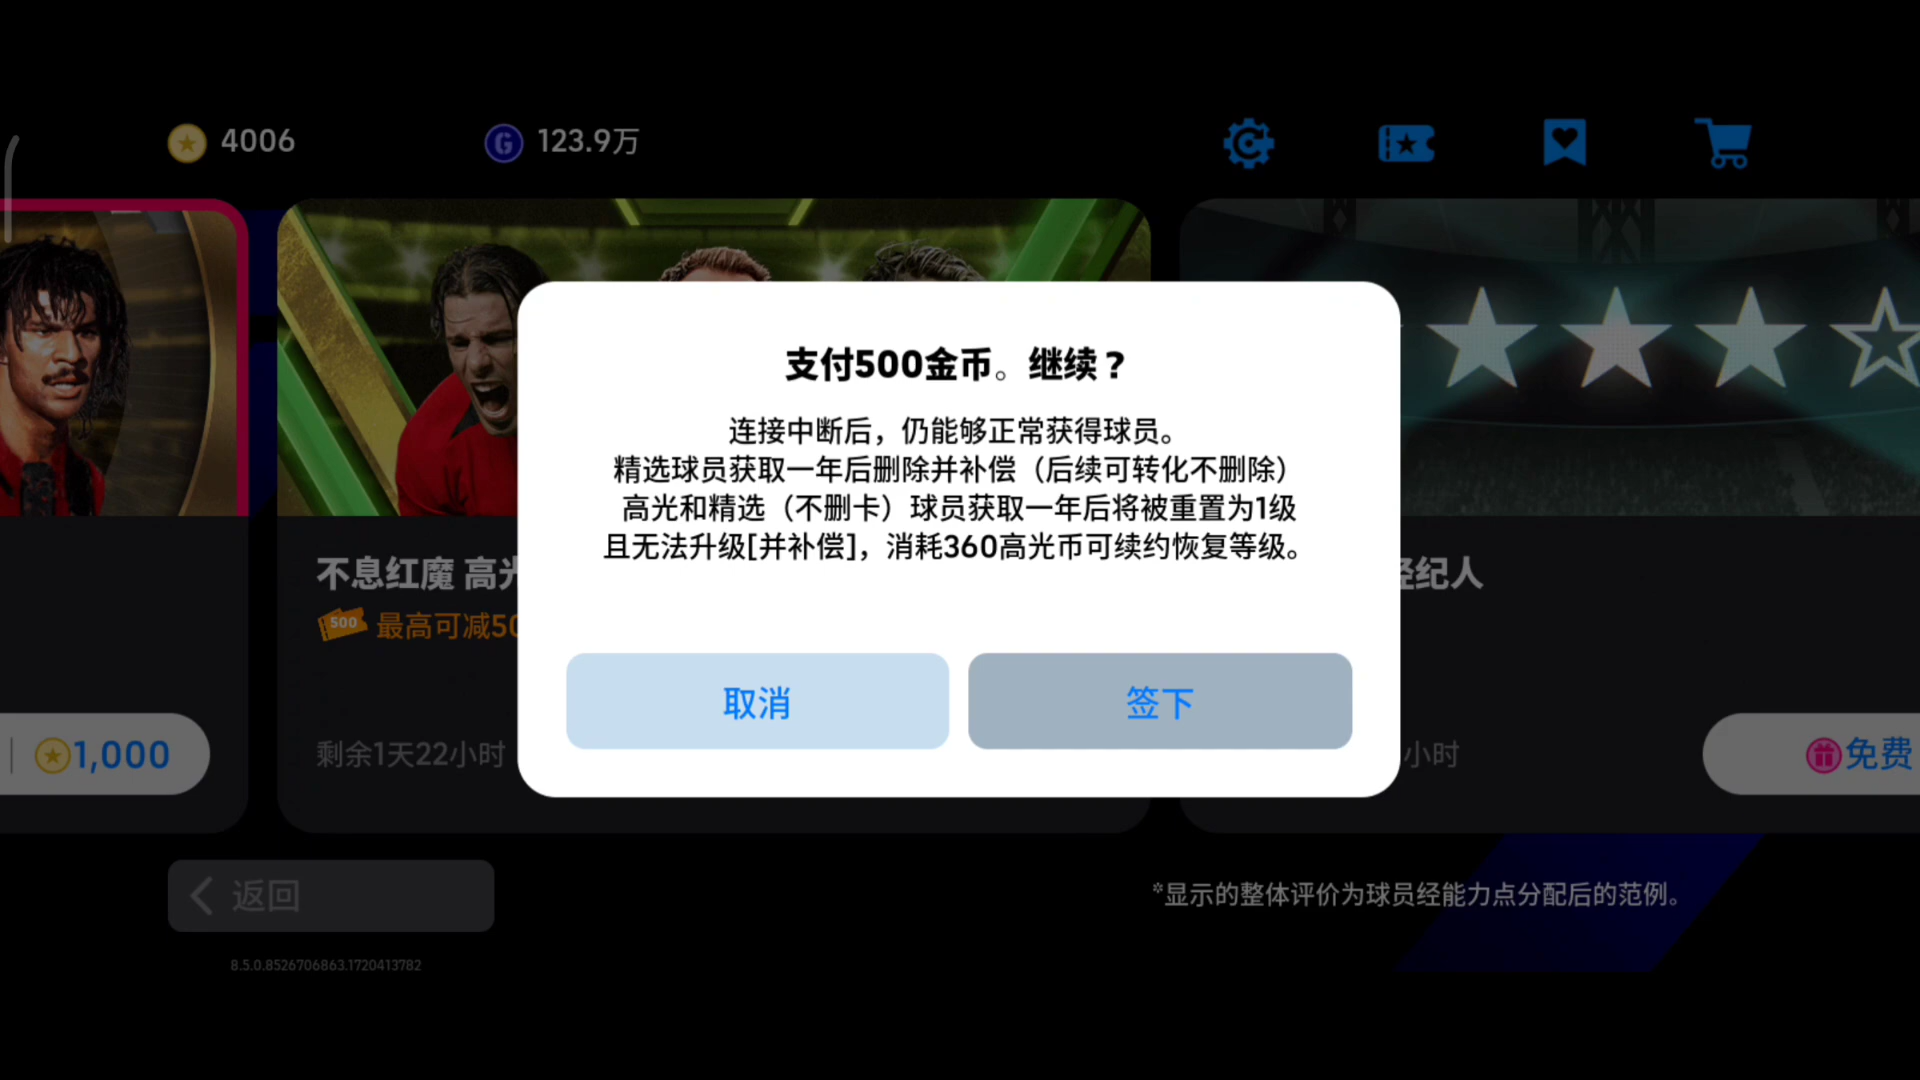 4006
123.9万
支付500金币。继续？
连接中断后，仍能够正常获得球员。
精选球员获取一年后删除并补偿（后续可转化不删除）
高光和精选（不删卡）球员获取一年后将被重置为1级
且无法升级[并补偿]，消耗360高光币可续约恢复等级。
取消
签下
不息红魔 高光
500 最高可减50
剩余1天22小时
经纪人
小时
1,000
免费
返回
*显示的整体评价为球员经能力点分配后的范例。
8.5.0.8526706863.1720413782